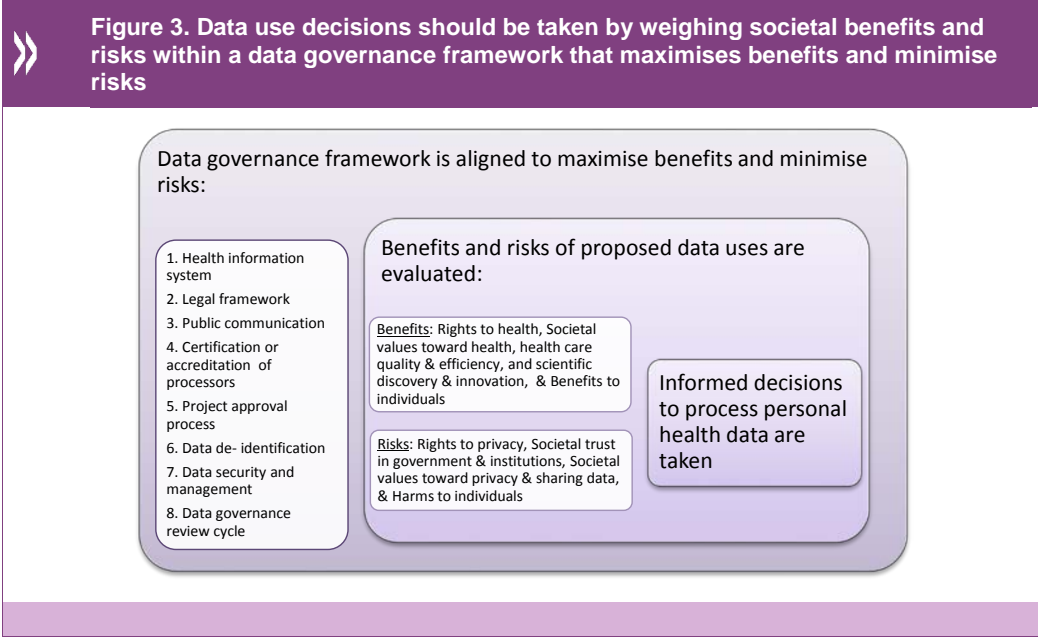 Figure 3. Data use decisions should be taken by weighing societal benefits and
risks within a data governance framework that maximises benefits and minimise
risks
Data governance framework is aligned to maximise benefits and minimise
risks:
1. Health information
system
2. Legal framework
3. Public communication
4. Certification or
accreditation of
processors
5. Project approval
process
6. Data de- identification
7. Data security and
management
8. Data governance
review cycle
Benefits and risks of proposed data uses are
evaluated:
Benefits: Rights to health, Societal
values toward health, health care
quality & efficiency, and scientific
discovery & innovation, & Benefits to
individuals
Risks: Rights to privacy, Societal trust
in government & institutions, Societal
values toward privacy & sharing data,
& Harms to individuals
Informed decisions
to process personal
health data are
taken